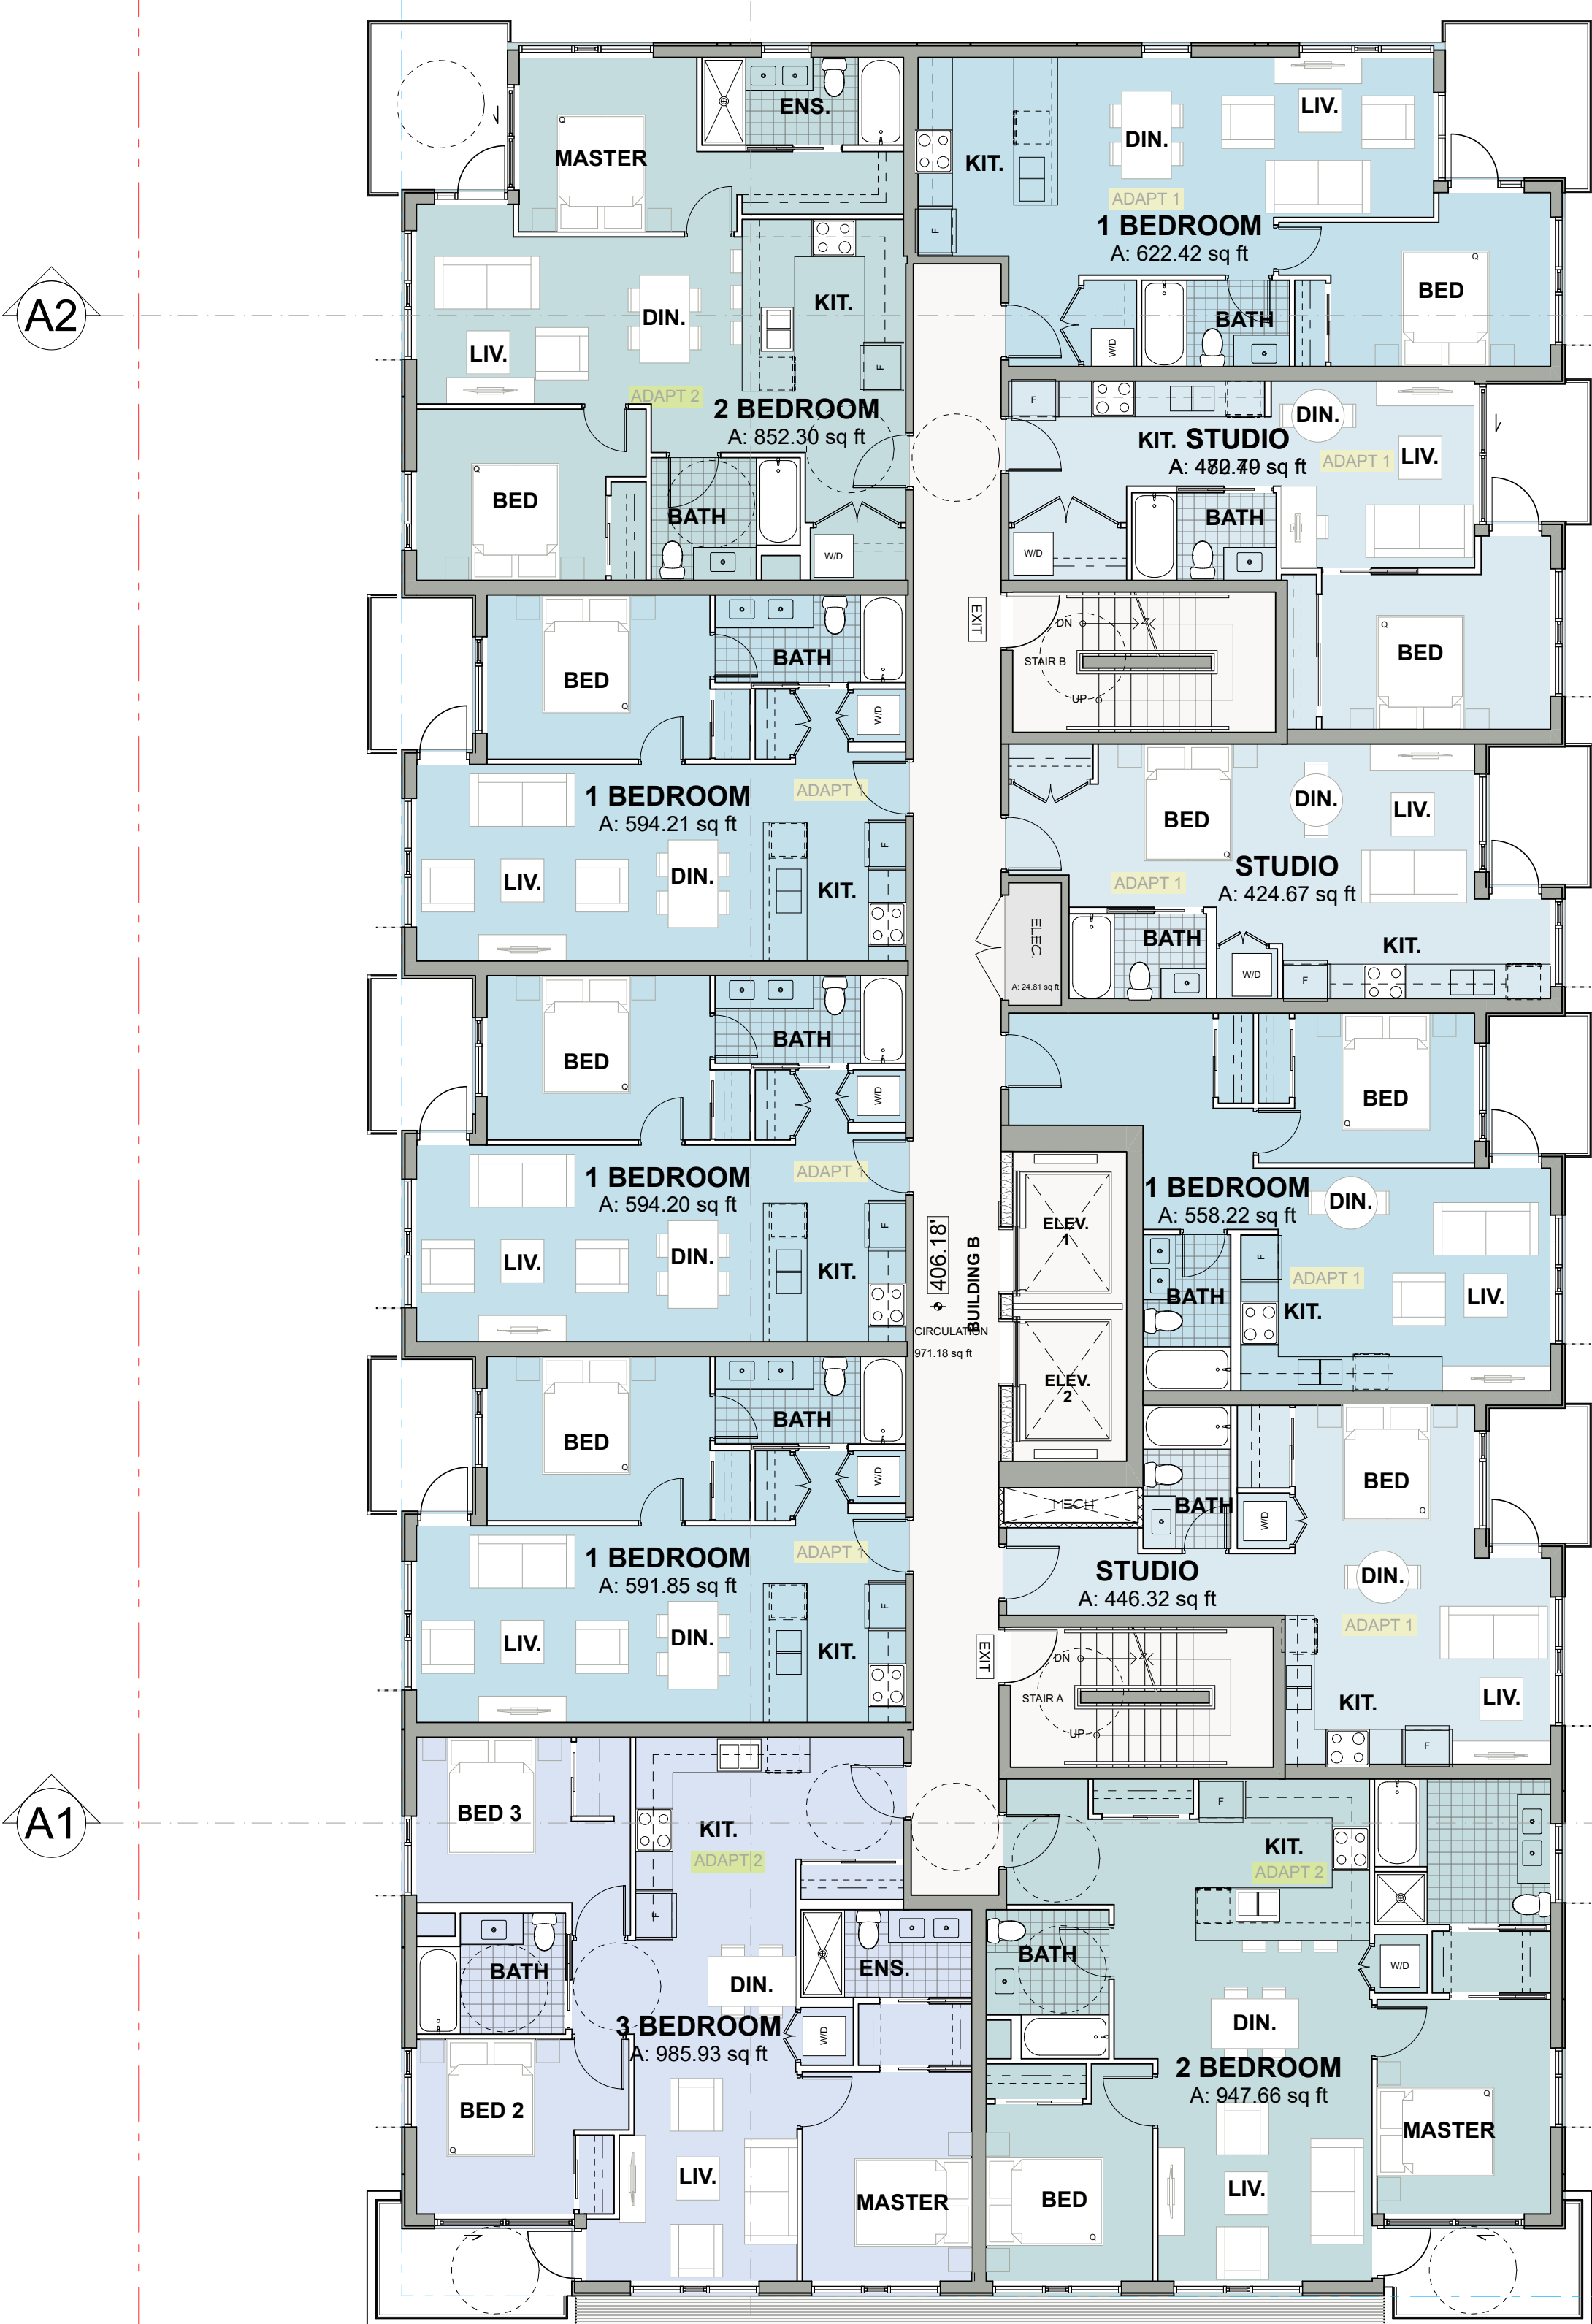 ENS.
MASTER
LIV.
DIN.
KIT.
ADAPT 1
1 BEDROOM
A: 622.42 sq ft
F
Q
Q
BED
A2
DIN.
KIT.
LIV.
BATH
W/D
F
ADAPT 2
2 BEDROOM
A: 852.30 sq ft
F
DIN.
KIT. STUDIO
ADAPT 1
LIV.
Q
BED
BATH
W/D
BATH
W/D
EXIT
DN
STAIR B
UP
BED
Q
BATH
W/D
BED
Q
1 BEDROOM
A: 594.21 sq ft
ADAPT 1
LIV.
DIN.
KIT.
F
BED
Q
DIN.
LIV.
STUDIO
A: 424.67 sq ft
ADAPT 1
ELEC.
A: 24.81 sq ft
BATH
W/D
F
KIT.
BED
Q
BATH
W/D
BED
Q
1 BEDROOM
A: 594.20 sq ft
ADAPT 1
LIV.
DIN.
KIT.
F
406.18'
BUILDING B
CIRCULATION
971.18 sq ft
ELEV.
1
ELEV.
2
1 BEDROOM
A: 558.22 sq ft
DIN.
ADAPT 1
F
BATH
KIT.
LIV.
BED
Q
BATH
W/D
MECH
BATH
W/D
BED
Q
1 BEDROOM
A: 591.85 sq ft
ADAPT 1
LIV.
DIN.
KIT.
F
STUDIO
A: 446.32 sq ft
DIN.
ADAPT 1
KIT.
LIV.
F
EXIT
DN
STAIR A
UP
A1
BED 3
Q
KIT.
ADAPT 2
F
F
KIT.
ADAPT 2
BATH
DIN.
ENS.
BATH
W/D
3 BEDROOM
A: 985.93 sq ft
W/D
DIN.
BED 2
Q
2 BEDROOM
A: 947.66 sq ft
Q
MASTER
LIV.
MASTER
Q
BED
Q
LIV.